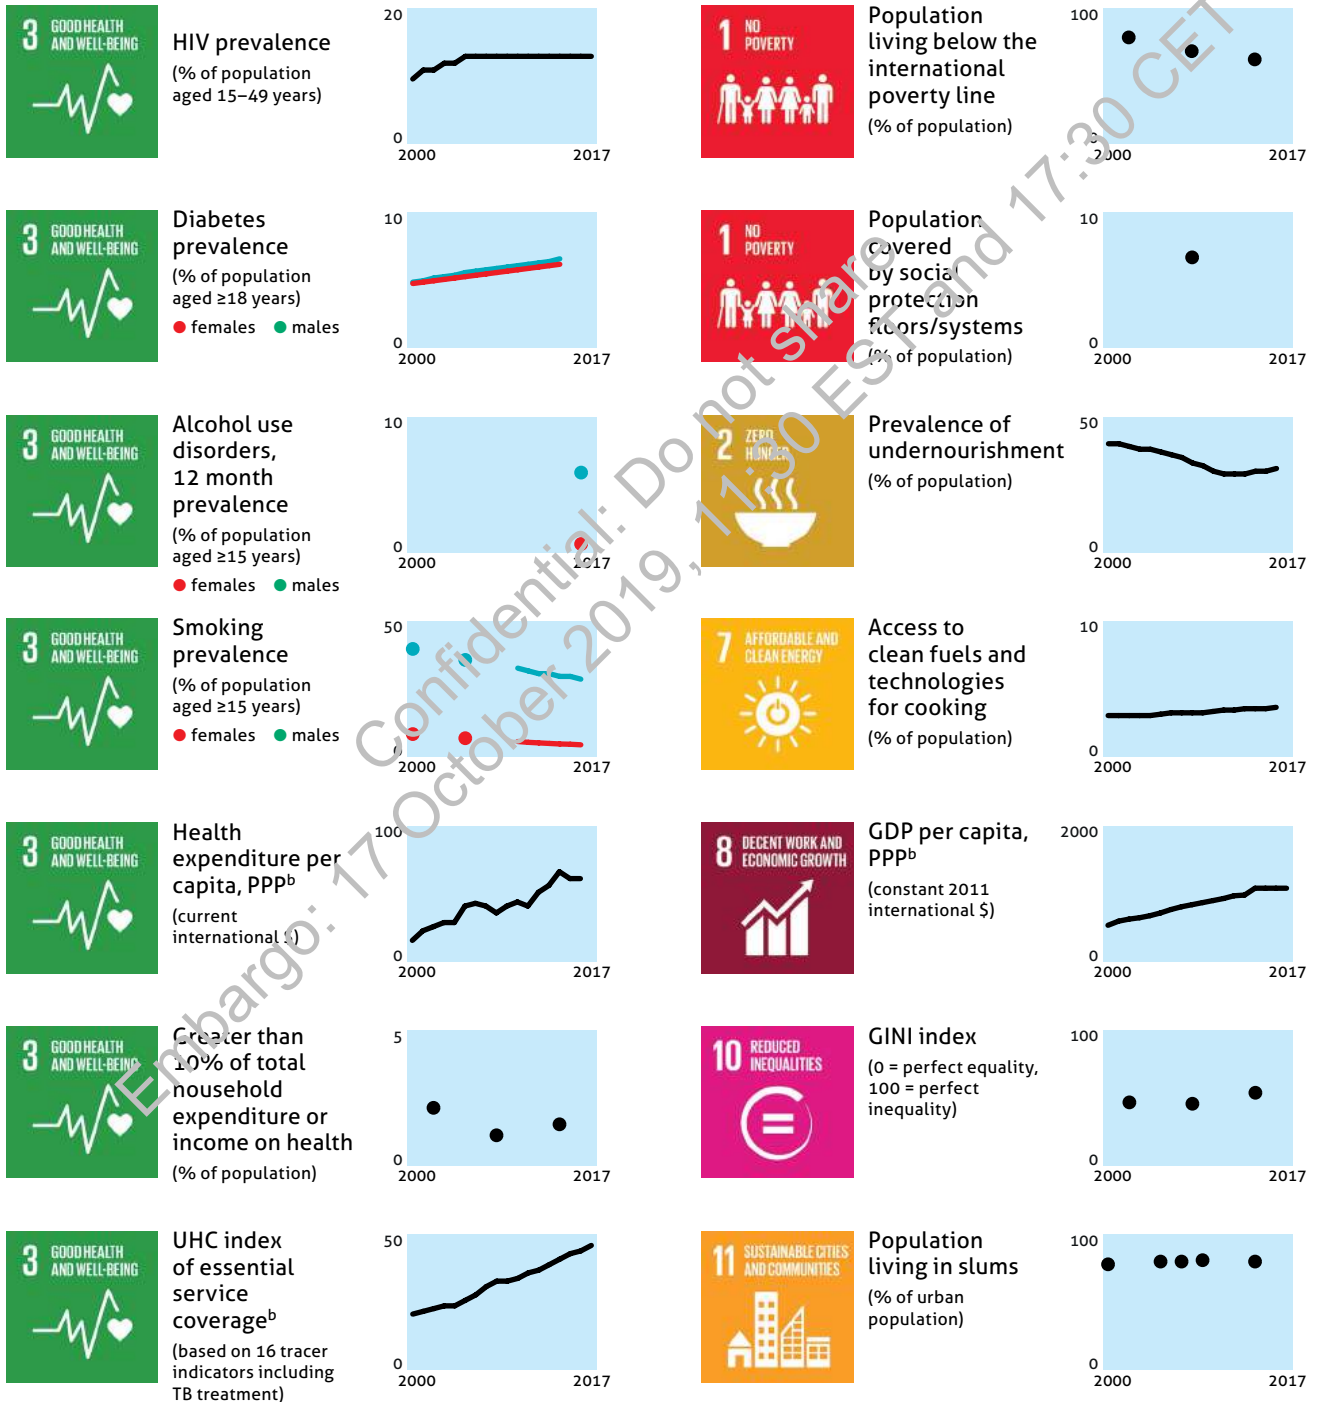 3 GOOD HEALTH
AND WELL-BEING
HIV prevalence
(% of population
aged 15–49 years)
20
0
2000 2017
3 GOOD HEALTH
AND WELL-BEING
Diabetes
prevalence
(% of population
aged ≥18 years)
● females ● males
10
0
2000 2017
3 GOOD HEALTH
AND WELL-BEING
Alcohol use
disorders,
12 month
prevalence
(% of population
aged ≥15 years)
● females ● males
10
0
2000 2017
3 GOOD HEALTH
AND WELL-BEING
Smoking
prevalence
(% of population
aged ≥15 years)
● females ● males
50
0
2000 2017
3 GOOD HEALTH
AND WELL-BEING
Health
expenditure per
capita, PPPᵇ
(current
international $)
100
0
2000 2017
3 GOOD HEALTH
AND WELL-BEING
Greater than
10% of total
household
expenditure or
income on health
(% of population)
5
0
2000 2017
3 GOOD HEALTH
AND WELL-BEING
UHC index
of essential
service
coverageᵇ
(based on 16 tracer
indicators including
TB treatment)
50
0
2000 2017
1 NO
POVERTY
Population
living below the
international
poverty line
(% of population)
100
0
2000 2017
1 NO
POVERTY
Population
covered
by social
protection
floors/systems
(% of population)
10
0
2000 2017
2 ZERO
HUNGER
Prevalence of
undernourishment
(% of population)
50
0
2000 2017
7 AFFORDABLE AND
CLEAN ENERGY
Access to
clean fuels and
technologies
for cooking
(% of population)
10
0
2000 2017
8 DECENT WORK AND
ECONOMIC GROWTH
GDP per capita,
PPPᵇ
(constant 2011
international $)
2000
0
2000 2017
10 REDUCED
INEQUALITIES
GINI index
(0 = perfect equality,
100 = perfect
inequality)
100
0
2000 2017
11 SUSTAINABLE CITIES
AND COMMUNITIES
Population
living in slums
(% of urban
population)
100
0
2000 2017
Confidential: Do not share
Embargo: 17 October 2019, 11:30 EST and 17:30 CET